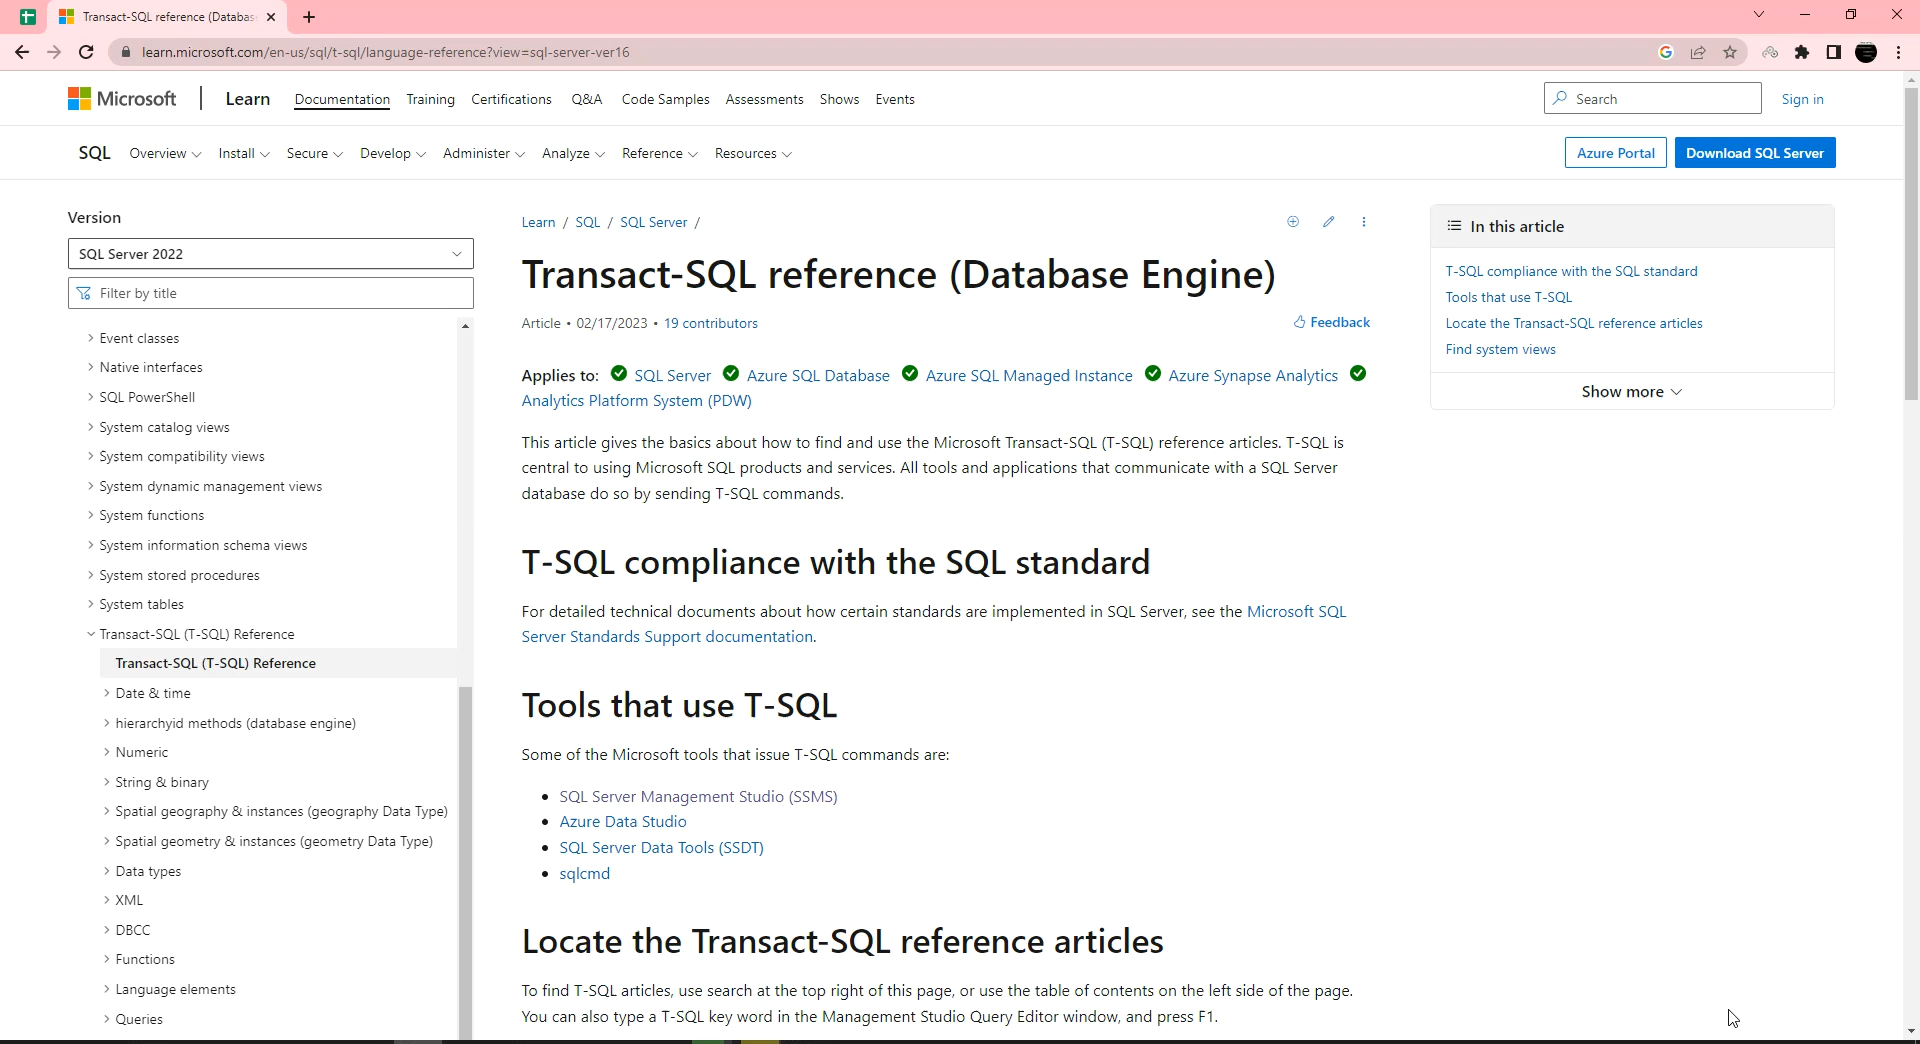 Transact-SQL reference (Databas
learn.microsoft.com/en-us/sql/t-sql/language-reference?view=sql-server-ver16
Microsoft
Learn
Documentation Training Certifications Q&A Code Samples Assessments Shows Events
Search
Sign in
SQL
Overview Install Secure Develop Administer Analyze Reference Resources
Azure Portal
Download SQL Server
Version
SQL Server 2022
Filter by title
Event classes
Native interfaces
SQL PowerShell
System catalog views
System compatibility views
System dynamic management views
System functions
System information schema views
System stored procedures
System tables
Transact-SQL (T-SQL) Reference
Transact-SQL (T-SQL) Reference
Date & time
hierarchyid methods (database engine)
Numeric
String & binary
Spatial geography & instances (geography Data Type)
Spatial geometry & instances (geometry Data Type)
Data types
XML
DBCC
Functions
Language elements
Queries
Learn / SQL / SQL Server /
Transact-SQL reference (Database Engine)
Article • 02/17/2023 • 19 contributors
Feedback
Applies to: SQL Server Azure SQL Database Azure SQL Managed Instance Azure Synapse Analytics
Analytics Platform System (PDW)
This article gives the basics about how to find and use the Microsoft Transact-SQL (T-SQL) reference articles. T-SQL is
central to using Microsoft SQL products and services. All tools and applications that communicate with a SQL Server
database do so by sending T-SQL commands.
T-SQL compliance with the SQL standard
For detailed technical documents about how certain standards are implemented in SQL Server, see the Microsoft SQL
Server Standards Support documentation.
Tools that use T-SQL
Some of the Microsoft tools that issue T-SQL commands are:
• SQL Server Management Studio (SSMS)
• Azure Data Studio
• SQL Server Data Tools (SSDT)
• sqlcmd
Locate the Transact-SQL reference articles
To find T-SQL articles, use search at the top right of this page, or use the table of contents on the left side of the page.
You can also type a T-SQL key word in the Management Studio Query Editor window, and press F1.
In this article
T-SQL compliance with the SQL standard
Tools that use T-SQL
Locate the Transact-SQL reference articles
Find system views
Show more